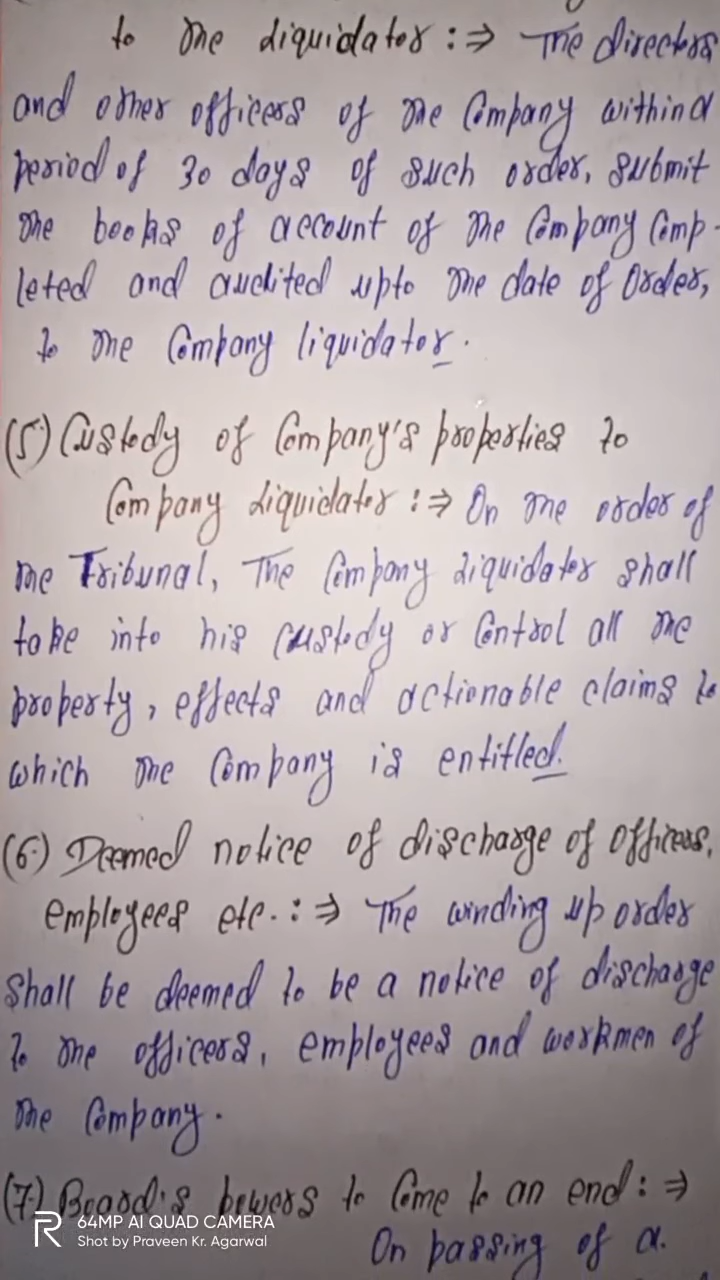 to the Liquidator :⇒ The directors
and other officers of the Company within a
period of 30 days of such order, submit
the books of account of the Company Comp-
leted and audited upto the date of Order,
to the Company liquidator.
(5) Custody of Company's properties to
Company Liquidator :⇒ On the order of
the Tribunal, The Company Liquidator shall
take into his custody or Control all the
property, effects and actionable claims to
which the Company is entitled.
(6) Deemed notice of discharge of officers,
employees etc. :⇒ The winding up order
Shall be deemed to be a notice of discharge
to the officers, employees and workmen of
the Company.
(7) Board's powers to Come to an end :⇒
On passing of a
64MP AI QUAD CAMERA
Shot by Praveen Kr. Agarwal